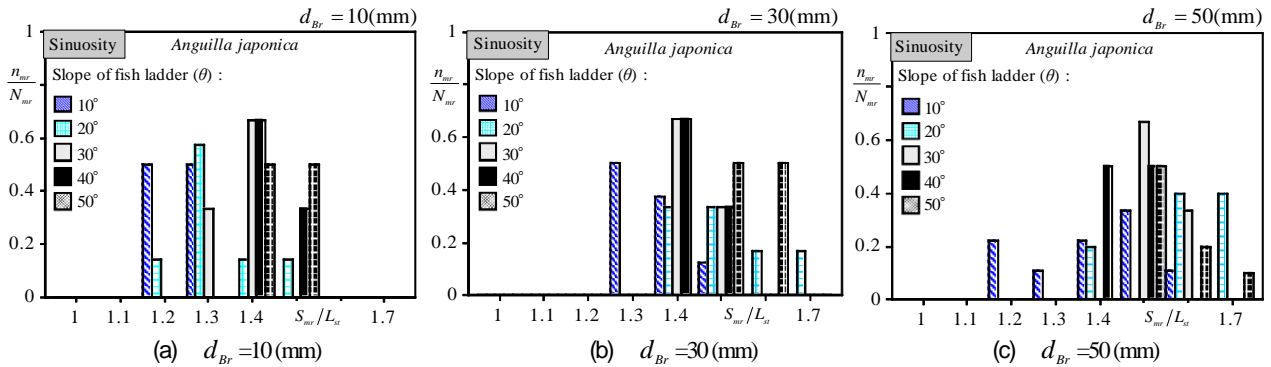 d_Br =10(mm)
1
Sinuosity
Anguilla japonica
n_mr
N_mr
Slope of fish ladder (θ) :
10°
20°
30°
40°
50°
0.6
0.4
0.2
0
1 1.1 1.2 1.3 1.4 S_mr/L_st 1.7
(a) d_Br =10(mm)
d_Br =30(mm)
1
Sinuosity
Anguilla japonica
n_mr
N_mr
Slope of fish ladder (θ) :
10°
20°
30°
40°
50°
0.6
0.4
0.2
0
1 1.1 1.2 1.3 1.4 S_mr/L_st 1.7
(b) d_Br =30(mm)
d_Br =50(mm)
1
Sinuosity
Anguilla japonica
n_mr
N_mr
Slope of fish ladder (θ) :
10°
20°
30°
40°
50°
0.6
0.4
0.2
0
1 1.1 1.2 1.3 1.4 S_mr/L_st 1.7
(c) d_Br =50(mm)